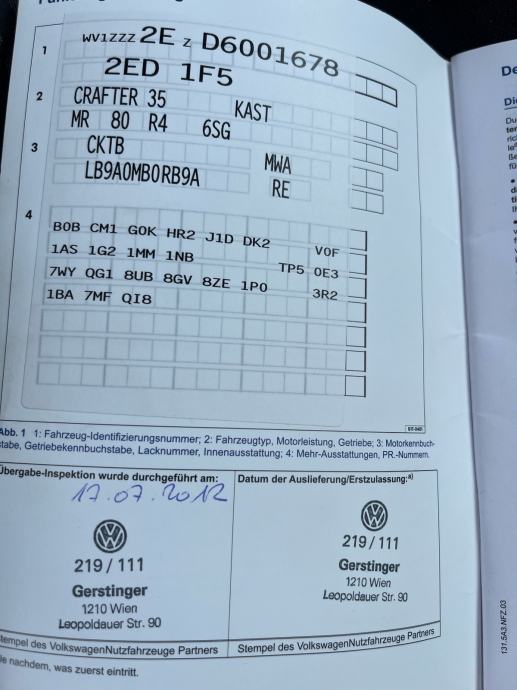 1
WV1ZZZ 2E Z D6001678
2ED 1F5
2
CRAFTER 35 KAST
MR 80 R4 6SG
3
CKTB MWA
LB9A0MB0RB9A RE
4
B0B CM1 G0K HR2 J1D DK2 V0F
1AS 1G2 1MM 1NB TP5 0E3
7WY QG1 8UB 8GV 8ZE 1P0 3R2
1BA 7MF QI8
Abb. 1 1: Fahrzeug-Identifizierungsnummer; 2: Fahrzeugtyp, Motorleistung, Getriebe; 3: Motorkennbuch-
stabe, Getriebekennbuchstabe, Lacknummer, Innenausstattung; 4: Mehr-Ausstattungen, PR.-Nummern.
Übergabe-Inspektion wurde durchgeführt am:
17.07.2012
219 / 111
Gerstinger
1210 Wien
Leopoldauer Str. 90
Stempel des VolkswagenNutzfahrzeuge Partners
Datum der Auslieferung/Erstzulassung:a)
219 / 111
Gerstinger
1210 Wien
Leopoldauer Str. 90
Stempel des VolkswagenNutzfahrzeuge Partners
Je nachdem, was zuerst eintritt.
131.5A3.NFZ.03